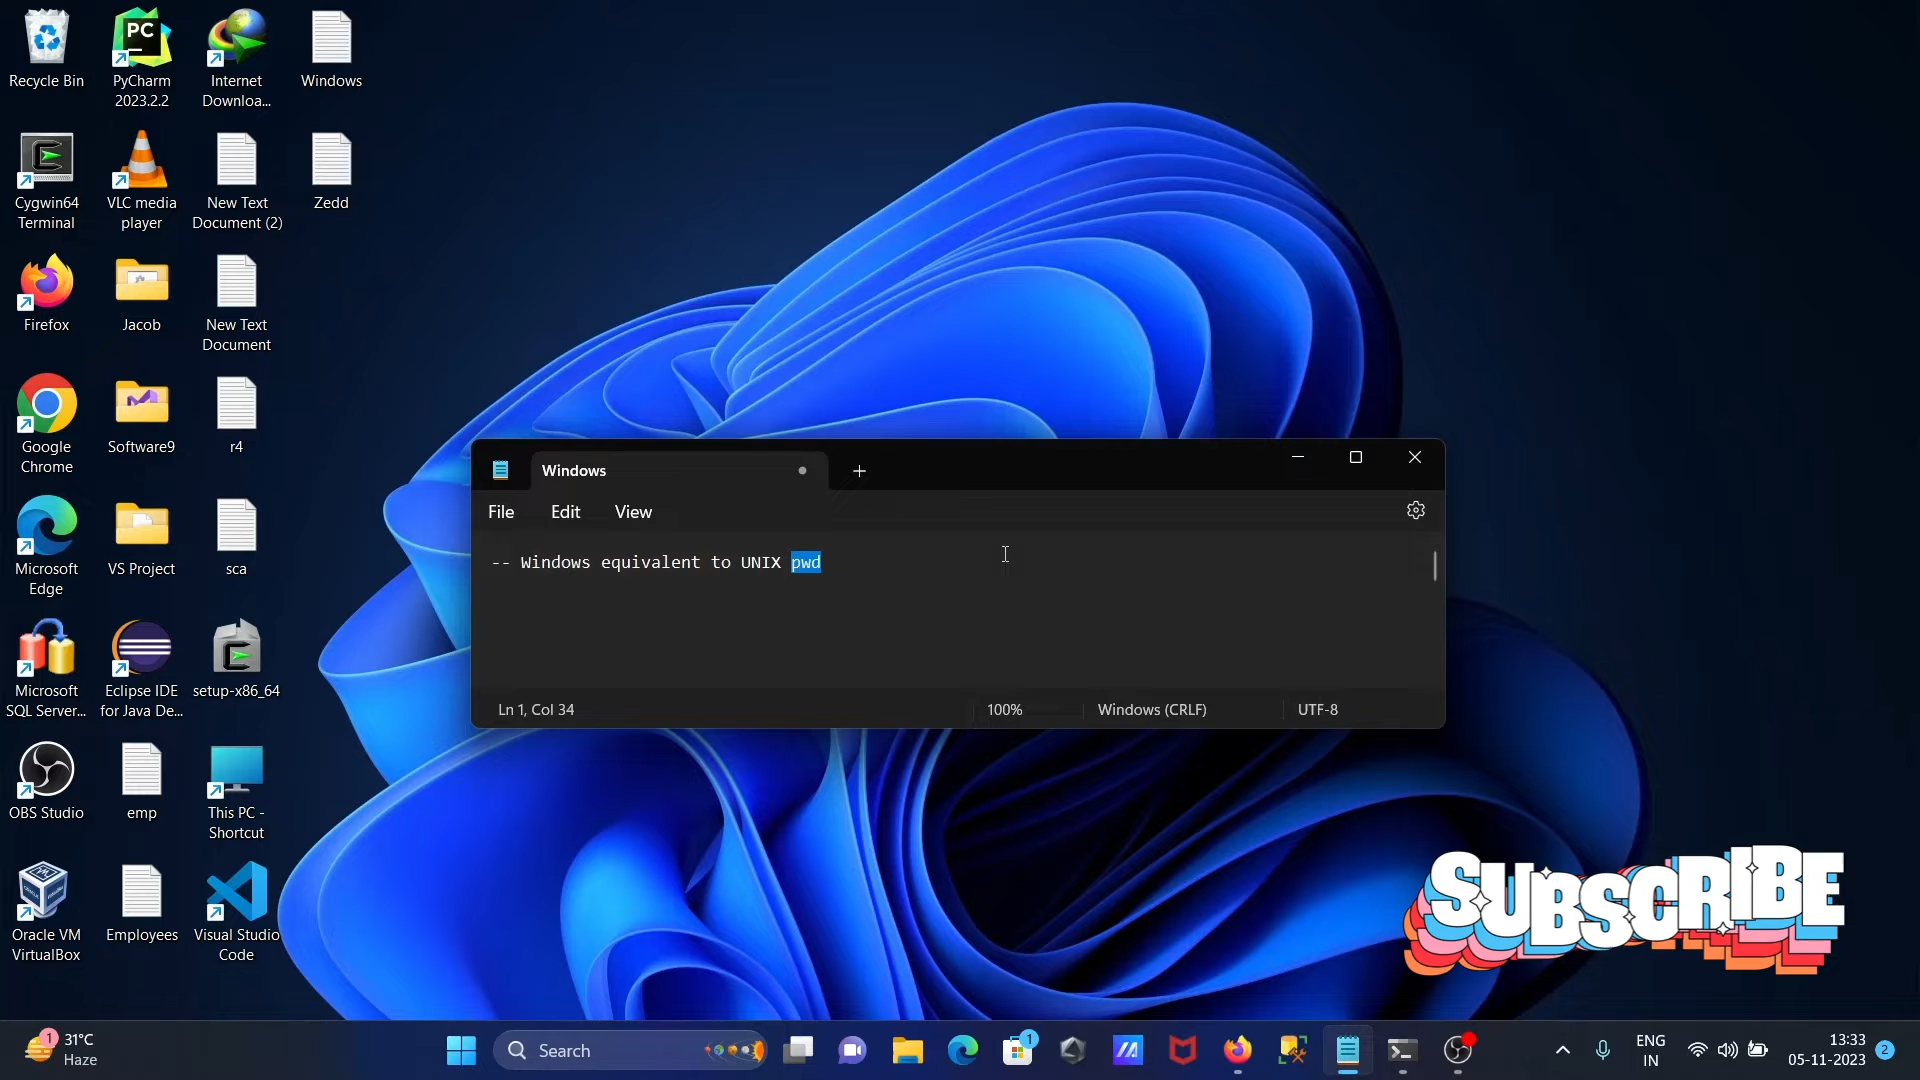 Recycle Bin
PyCharm
2023.2.2
Internet
Downloa...
Windows
Cygwin64
Terminal
VLC media
player
New Text
Document (2)
Zedd
Firefox
Jacob
New Text
Document
Google
Chrome
Software9
r4
Microsoft
Edge
VS Project
sca
Microsoft
SQL Server...
Eclipse IDE
for Java De...
setup-x86_64
OBS Studio
emp
This PC -
Shortcut
Oracle VM
VirtualBox
Employees
Visual Studio
Code
Windows
File Edit View
-- Windows equivalent to UNIX pwd
Ln 1, Col 34 100% Windows (CRLF) UTF-8
SUBSCRIBE
1
31°C
Haze
Search
1
ENG
IN
13:33
05-11-2023
2